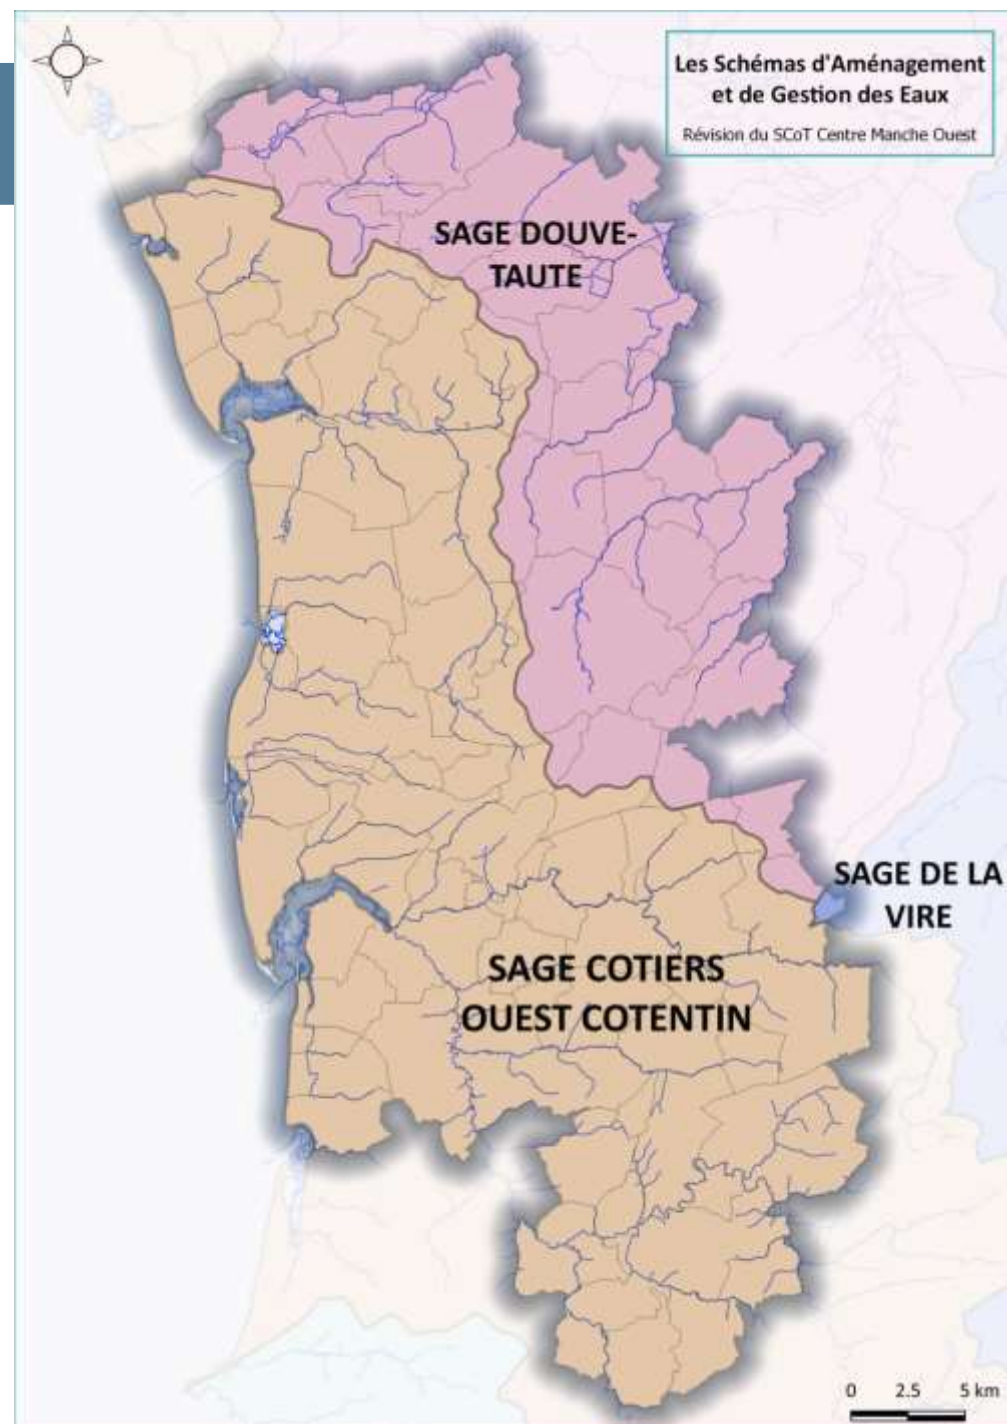 Les Schémas d'Aménagement
et de Gestion des Eaux
Révision du SCoT Centre Manche Ouest
SAGE DOUVE-
TAUTE
SAGE DE LA
VIRE
SAGE COTIERS
OUEST COTENTIN
0 2.5 5 km